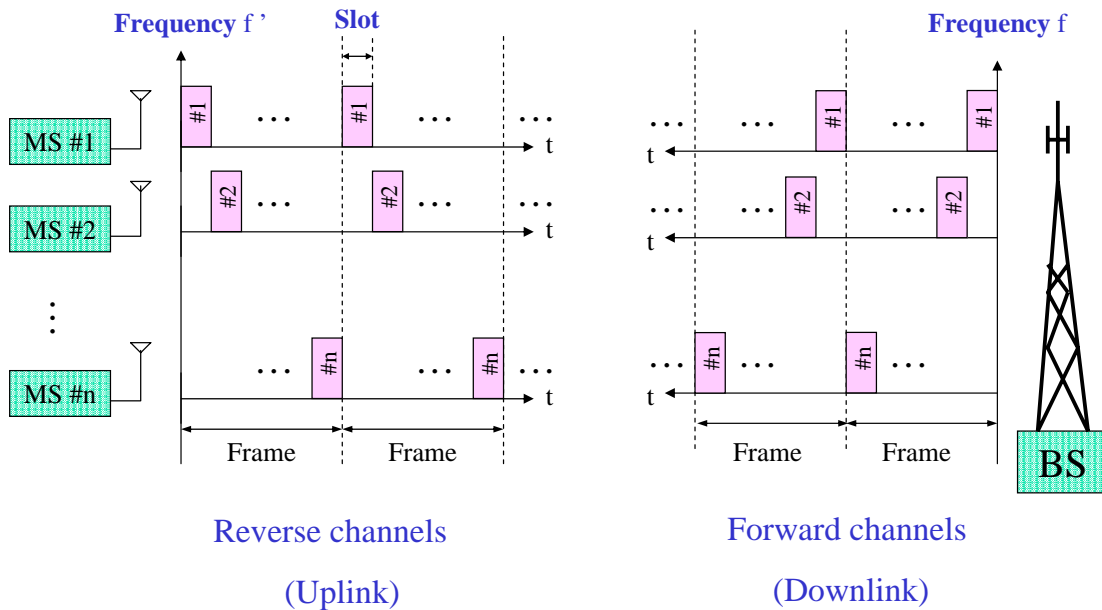 Frequency f ’
Slot
Frequency f
MS #1
#1
• • •
#1
• • •
• • •
t
• • •
• • •
#1
• • •
#1
t
MS #2
#2
• • •
#2
• • •
t
• • •
• • •
#2
• • •
#2
t
• • •
MS #n
• • •
#n
• • •
#n
• • •
t
• • •
#n
• • •
#n
• • •
t
Frame
Frame
Frame
Frame
BS
Reverse channels
(Uplink)
Forward channels
(Downlink)